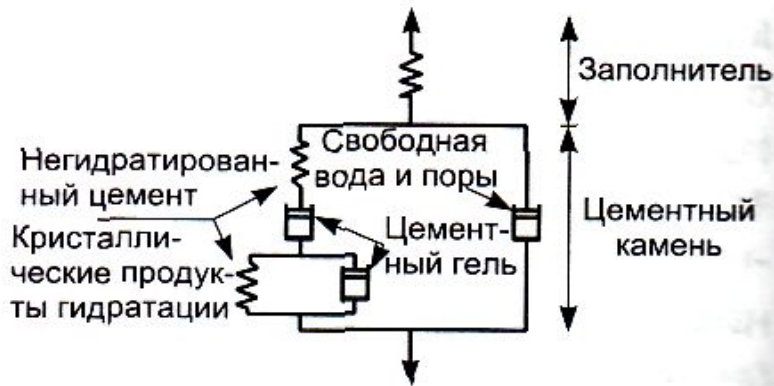 Заполнитель
Свободная
вода и поры
Негидратирован-
ный цемент
Цементный
камень
Цемент-
ный гель
Кристалли-
ческие продук-
ты гидратации